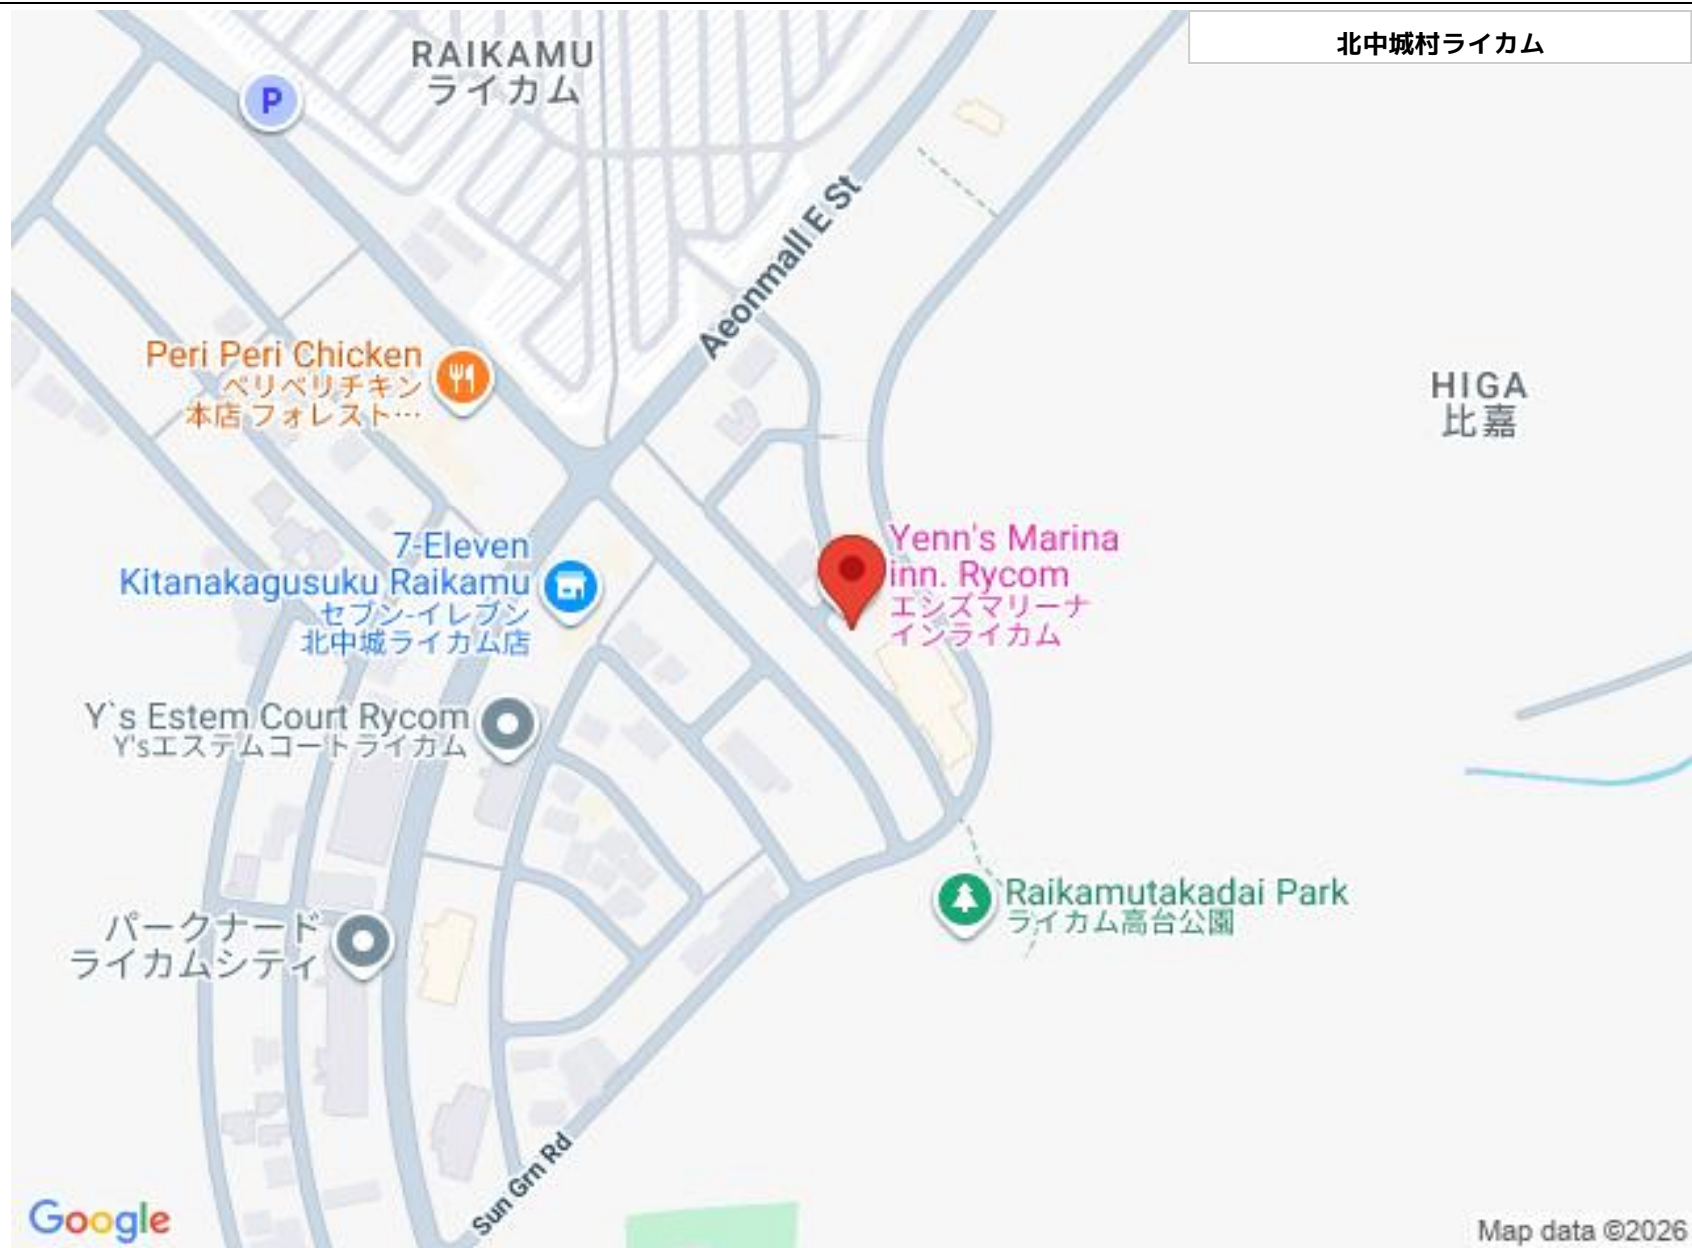 北中城村ライカム
RAIKAMU
ライカム
P
Aeonmall E St
Peri Peri Chicken
ペリペリチキン
本店 フォレスト…
HIGA
比嘉
7-Eleven
Kitanakagusuku Raikamu
セブン-イレブン
北中城ライカム店
Yenn's Marina
inn. Rycom
エンズマリーナ
インライカム
Y`s Estem Court Rycom
Y'sエステムコートライカム
Raikamutakadai Park
ライカム高台公園
パークナード
ライカムシティ
Sun Grn Rd
Google
Map data ©2026